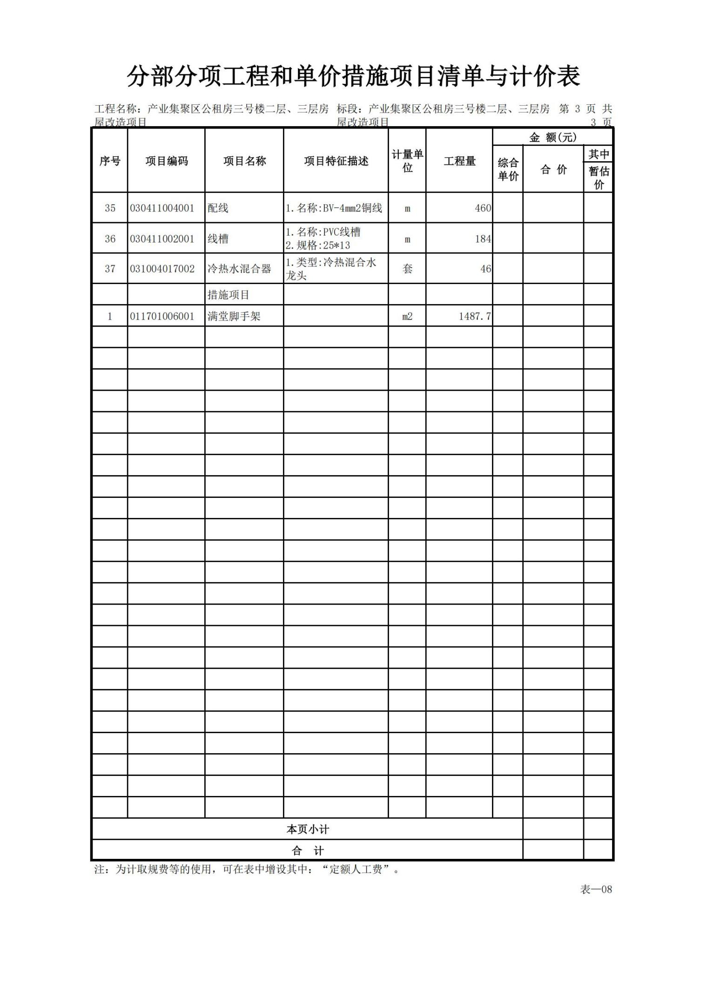 分部分项工程和单价措施项目清单与计价表
工程名称：产业集聚区公租房三号楼二层、三层房 标段：产业集聚区公租房三号楼二层、三层房 第 3 页 共
屋改造项目 屋改造项目 3 页
金 额(元)
序号 项目编码 项目名称 项目特征描述 计量单 工程量 综合 合 价 其中
位 单价 暂估
价
35 030411004001 配线 1.名称:BV-4mm2铜线 m 460
36 030411002001 线槽 1.名称:PVC线槽 m 184
2.规格:25*13
37 031004017002 冷热水混合器 1.类型:冷热混合水 套 46
龙头
措施项目
1 011701006001 满堂脚手架 m2 1487.7
本页小计
合 计
注：为计取规费等的使用，可在表中增设其中：“定额人工费”。
表—08